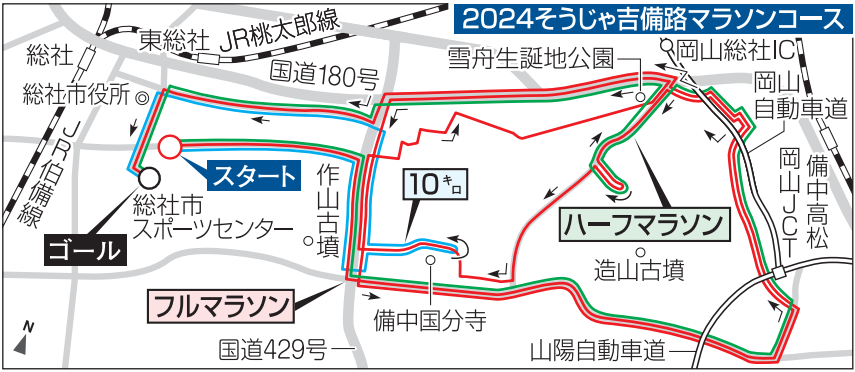 2024そうじゃ吉備路マラソンコース
総社
東総社
JR桃太郎線
国道180号
雪舟生誕地公園
岡山総社IC
岡山
自動車道
総社市役所
JR伯備線
スタート
作山古墳
10キロ
総社市
スポーツセンター
ゴール
ハーフマラソン
造山古墳
岡山JCT
備中高松
フルマラソン
備中国分寺
国道429号
山陽自動車道
N